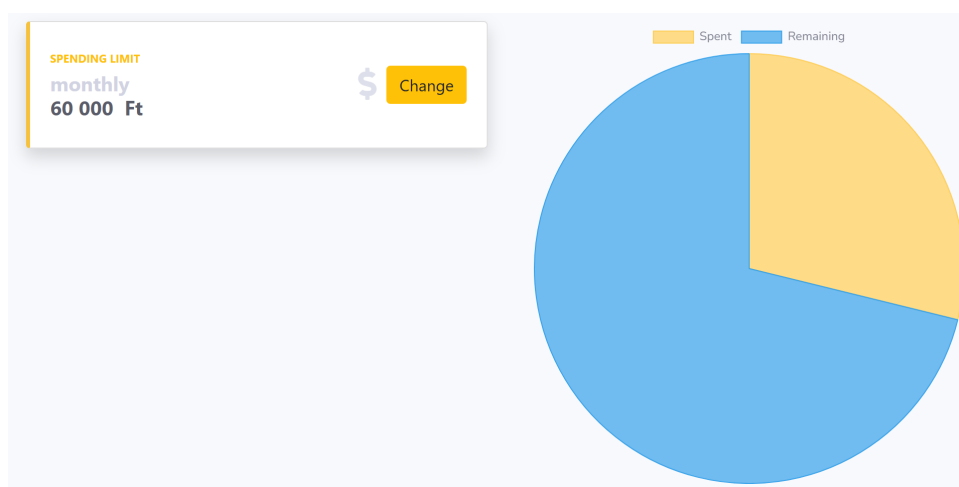 SPENDING LIMIT
monthly
60 000 Ft
$
Change
Spent
Remaining